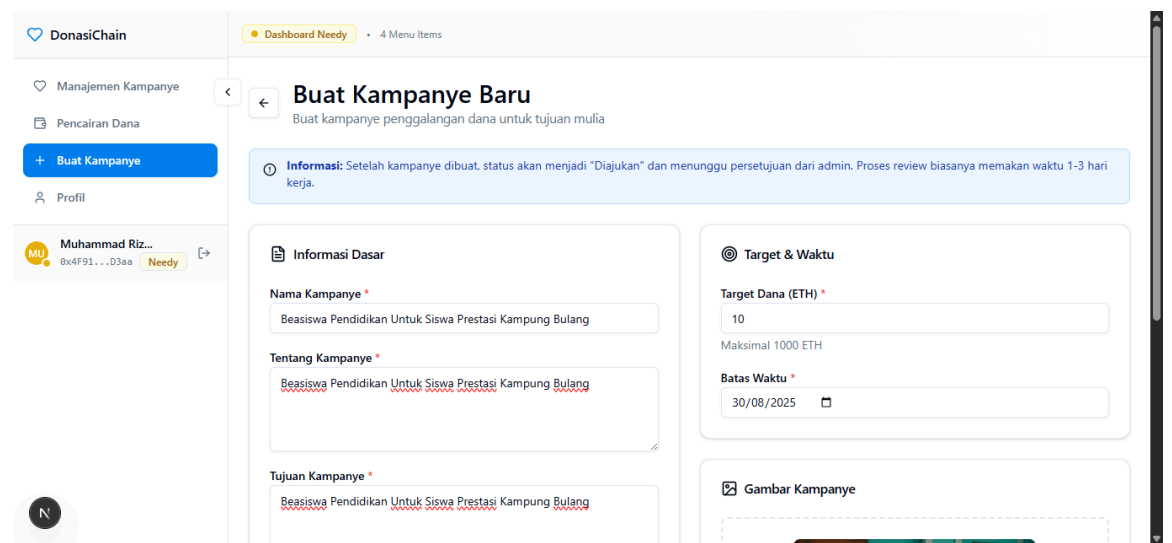 DonasiChain
Manajemen Kampanye
Pencairan Dana
Buat Kampanye
Profil
MU
Muhammad Riz...
0x4F91...D3aa
Needy
N
Dashboard Needy
• 4 Menu Items
Buat Kampanye Baru
Buat kampanye penggalangan dana untuk tujuan mulia
Informasi: Setelah kampanye dibuat, status akan menjadi "Diajukan" dan menunggu persetujuan dari admin. Proses review biasanya memakan waktu 1-3 hari
kerja.
Informasi Dasar
Nama Kampanye *
Beasiswa Pendidikan Untuk Siswa Prestasi Kampung Bulang
Tentang Kampanye *
Beasiswa Pendidikan Untuk Siswa Prestasi Kampung Bulang
Tujuan Kampanye *
Beasiswa Pendidikan Untuk Siswa Prestasi Kampung Bulang
Target & Waktu
Target Dana (ETH) *
10
Maksimal 1000 ETH
Batas Waktu *
30/08/2025
Gambar Kampanye